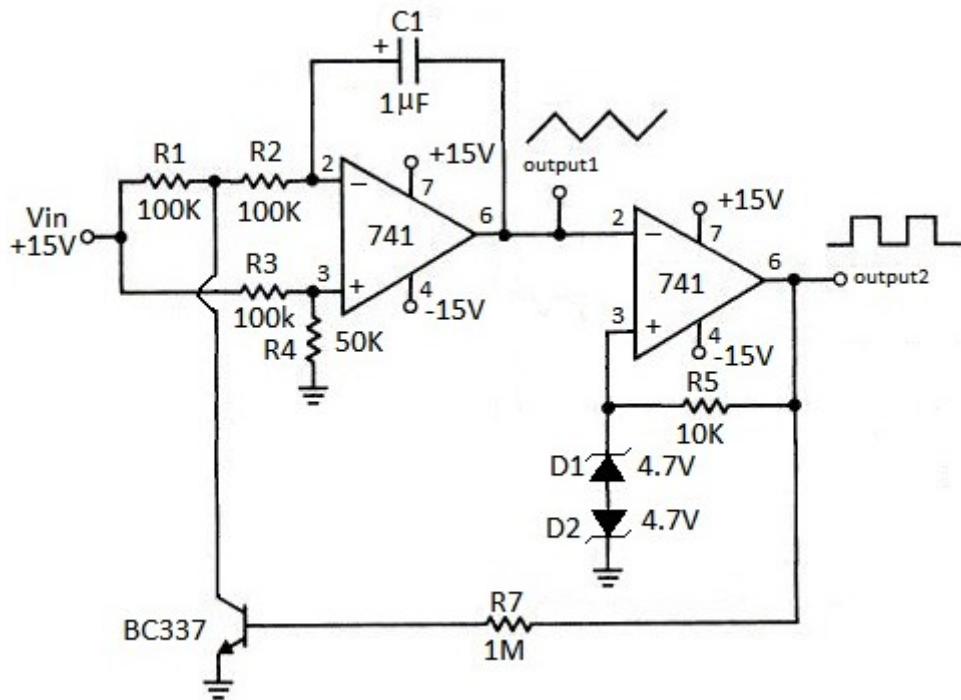 C1
+
1µF
R1
100K
R2
100K
Vin
+15V
R3
100k
R4
50K
2
−
3
+
741
7
+15V
4
-15V
6
output1
2
−
3
+
741
7
+15V
4
-15V
6
output2
R5
10K
D1
4.7V
D2
4.7V
R7
1M
BC337